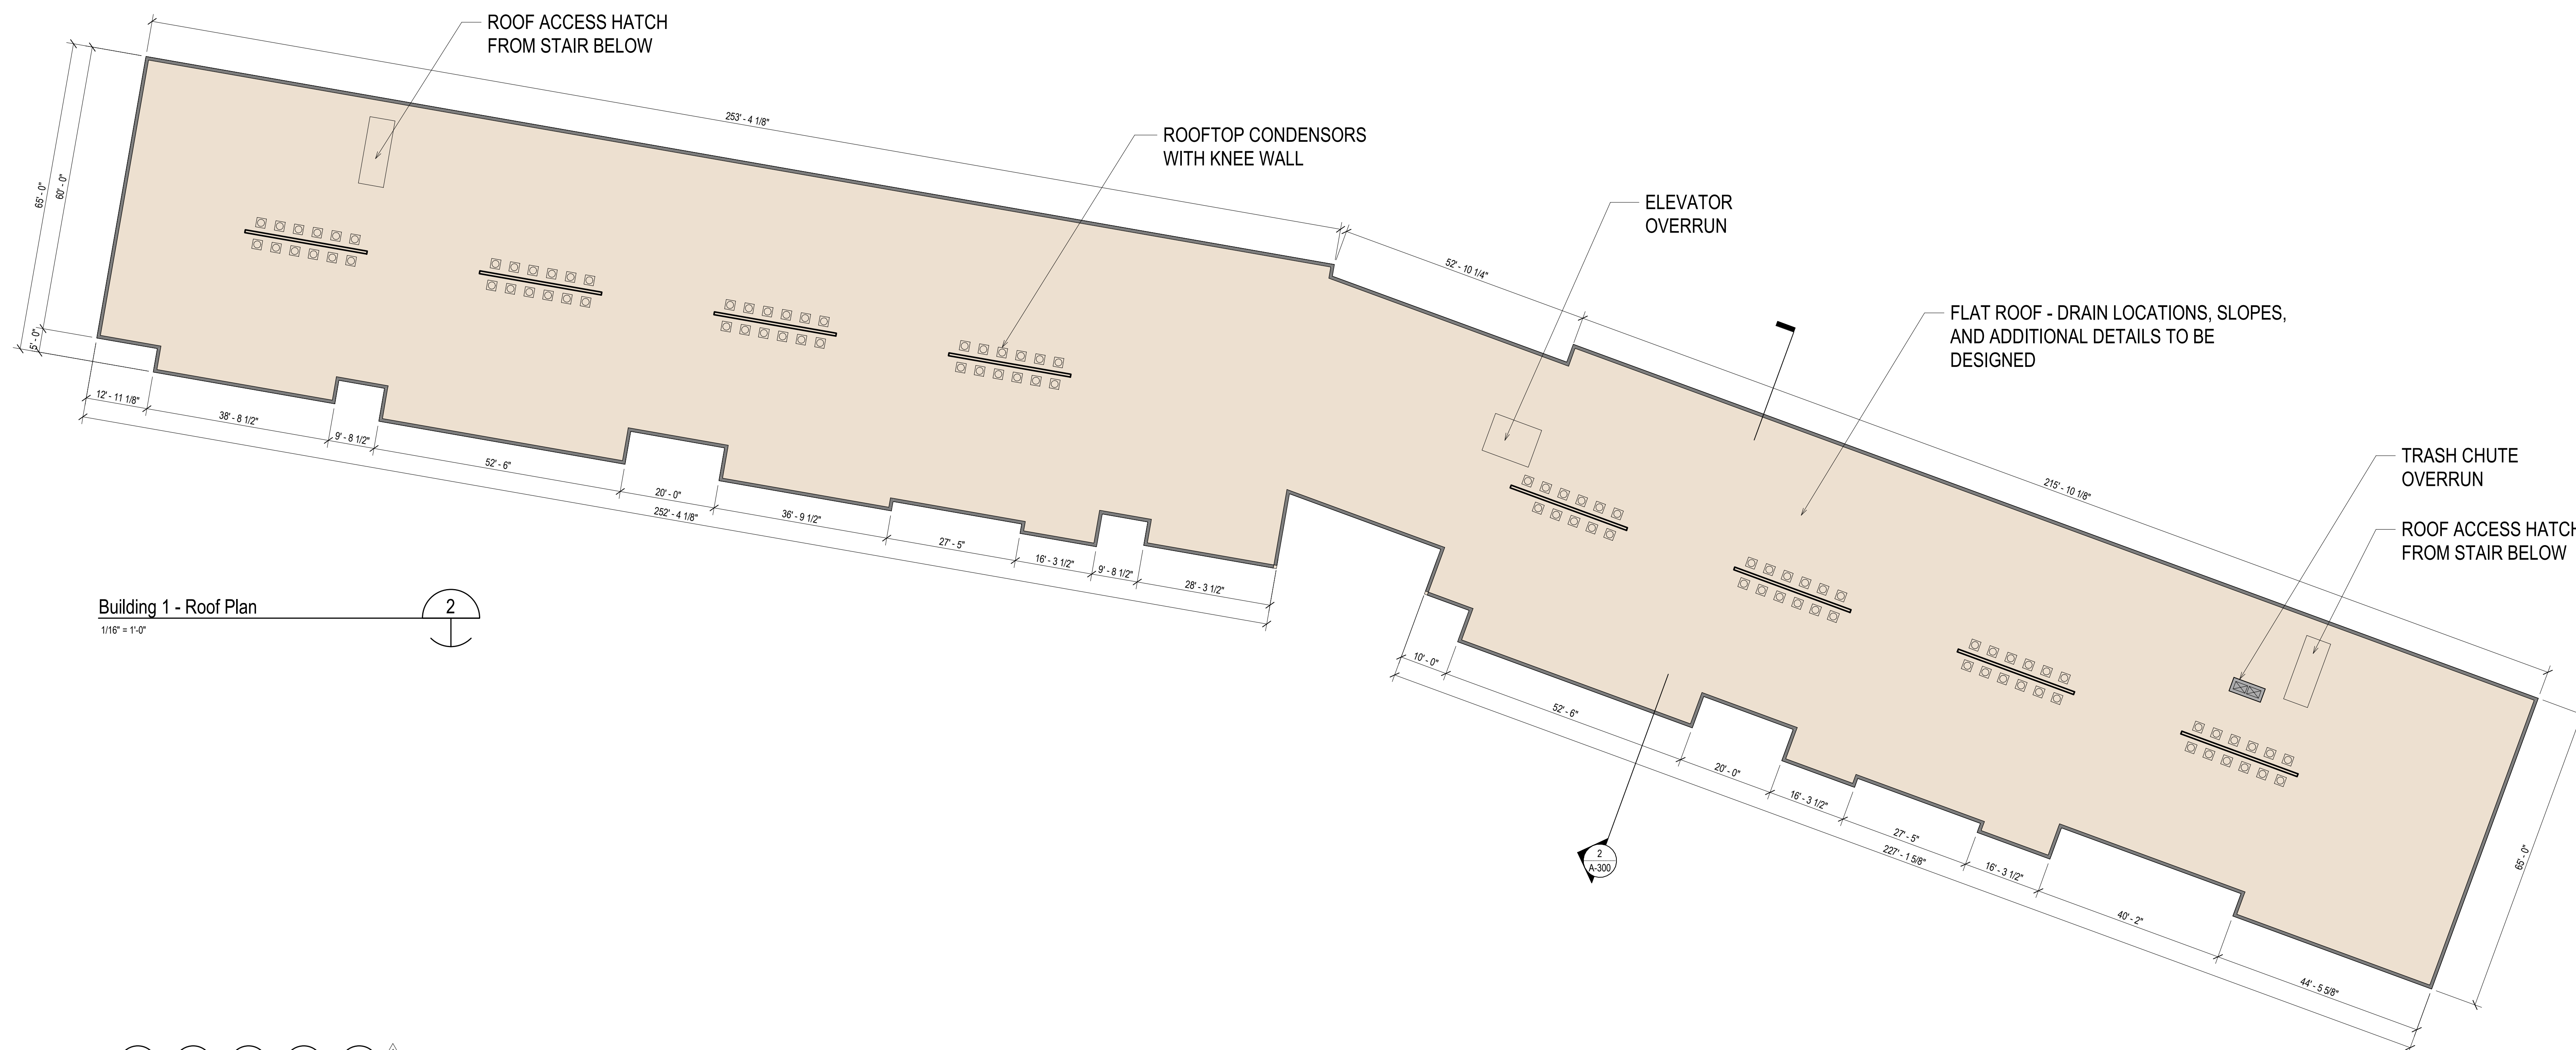 ROOF ACCESS HATCH
FROM STAIR BELOW
253' - 4 1/8"
ROOFTOP CONDENSORS
WITH KNEE WALL
65' - 0"
60' - 0"
5' - 0"
ELEVATOR
OVERRUN
52' - 10 1/4"
FLAT ROOF - DRAIN LOCATIONS, SLOPES,
AND ADDITIONAL DETAILS TO BE
DESIGNED
215' - 10 1/8"
TRASH CHUTE
OVERRUN
ROOF ACCESS HATCH
FROM STAIR BELOW
12' - 11 1/8"
38' - 8 1/2"
9' - 8 1/2"
52' - 6"
20' - 0"
252' - 4 1/8"
36' - 9 1/2"
27' - 5"
16' - 3 1/2"
9' - 8 1/2"
28' - 3 1/2"
Building 1 - Roof Plan
2
1/16" = 1'-0"
10' - 0"
52' - 6"
20' - 0"
16' - 3 1/2"
27' - 5"
227' - 1 5/8"
16' - 3 1/2"
40' - 2"
44' - 5 5/8"
65' - 0"
2
A-300